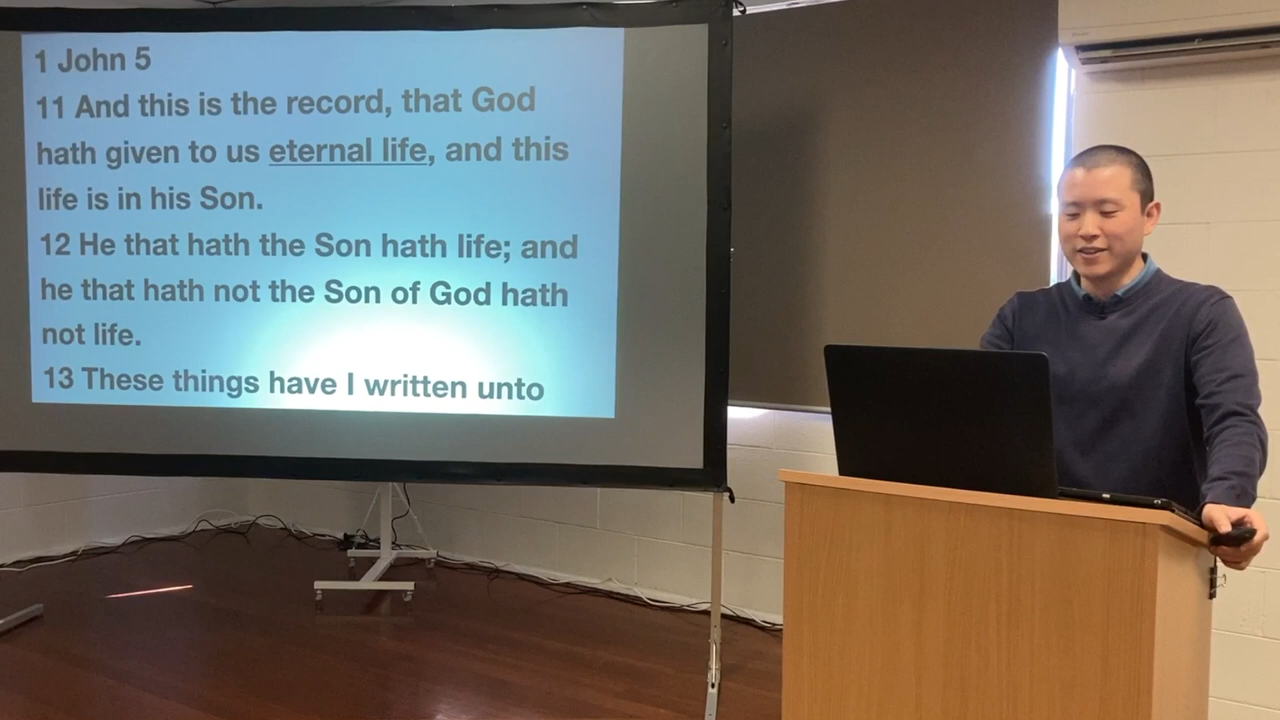 1 John 5
11 And this is the record, that God
hath given to us eternal life, and this
life is in his Son.
12 He that hath the Son hath life; and
he that hath not the Son of God hath
not life.
13 These things have I written unto